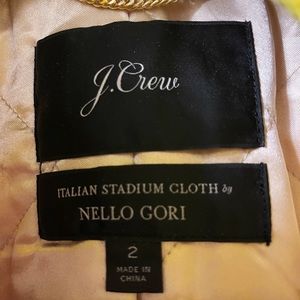 J.Crew
ITALIAN STADIUM CLOTH by
NELLO GORI
2
MADE IN
CHINA